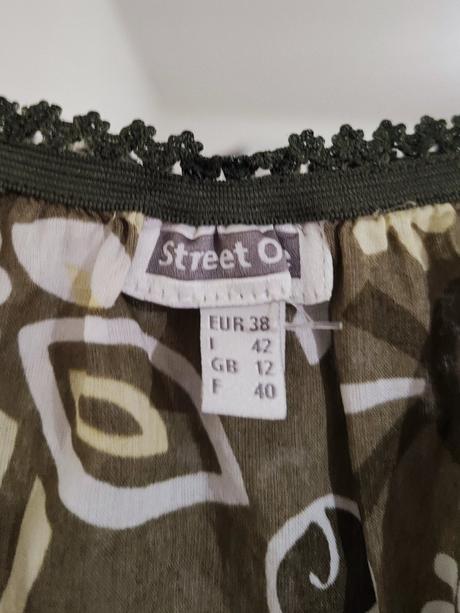 Street O
EUR 38
I 42
GB 12
F 40